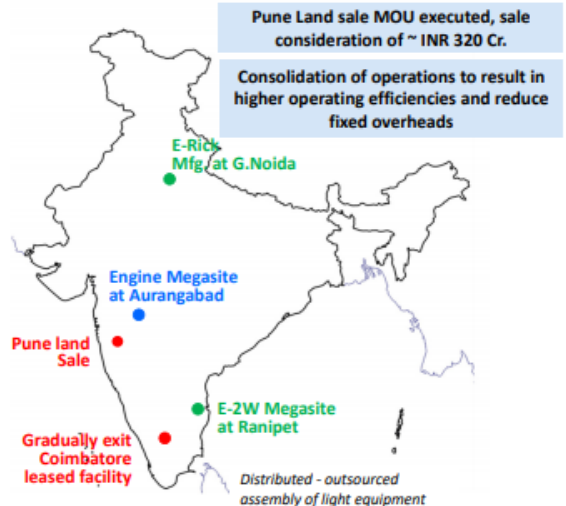 Pune Land sale MOU executed, sale
consideration of ~ INR 320 Cr.
Consolidation of operations to result in
higher operating efficiencies and reduce
fixed overheads
E-Rick
Mfg. at G.Noida
Engine Megasite
at Aurangabad
Pune land
Sale
E-2W Megasite
at Ranipet
Gradually exit
Coimbatore
leased facility
Distributed - outsourced
assembly of light equipment